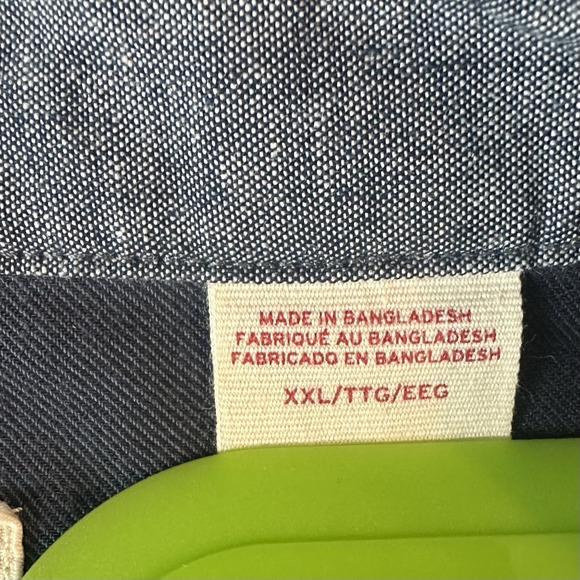 MADE IN BANGLADESH
FABRIQUÉ AU BANGLADESH
FABRICADO EN BANGLADESH
XXL/TTG/EEG